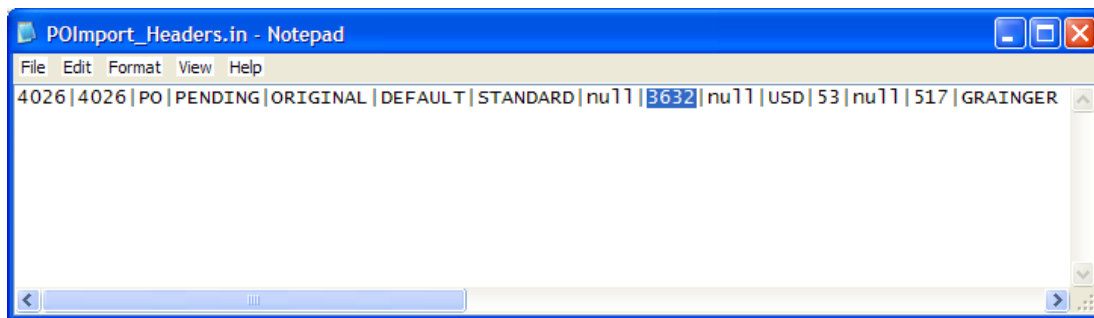 POImport_Headers.in - Notepad
File Edit Format View Help
4026|4026|PO|PENDING|ORIGINAL|DEFAULT|STANDARD|null|3632|null|USD|53|null|517|GRAINGER